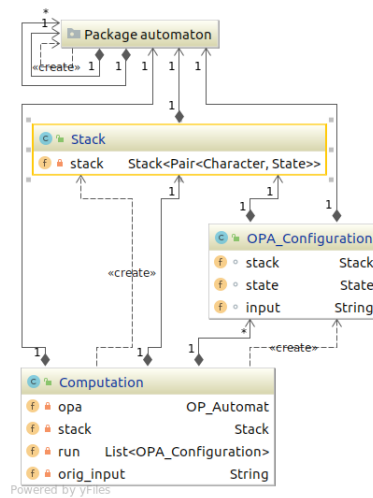 *
1
Package automaton
«create»
1 1 1 1 1
1
Stack
stack Stack<Pair<Character, State>>
1 1
1 1
OPA_Configuration
stack Stack
state State
input String
«create»
*
1 1 1 «create»
Computation
opa OP_Automat
stack Stack
run List<OPA_Configuration>
orig_input String
Powered by yFiles